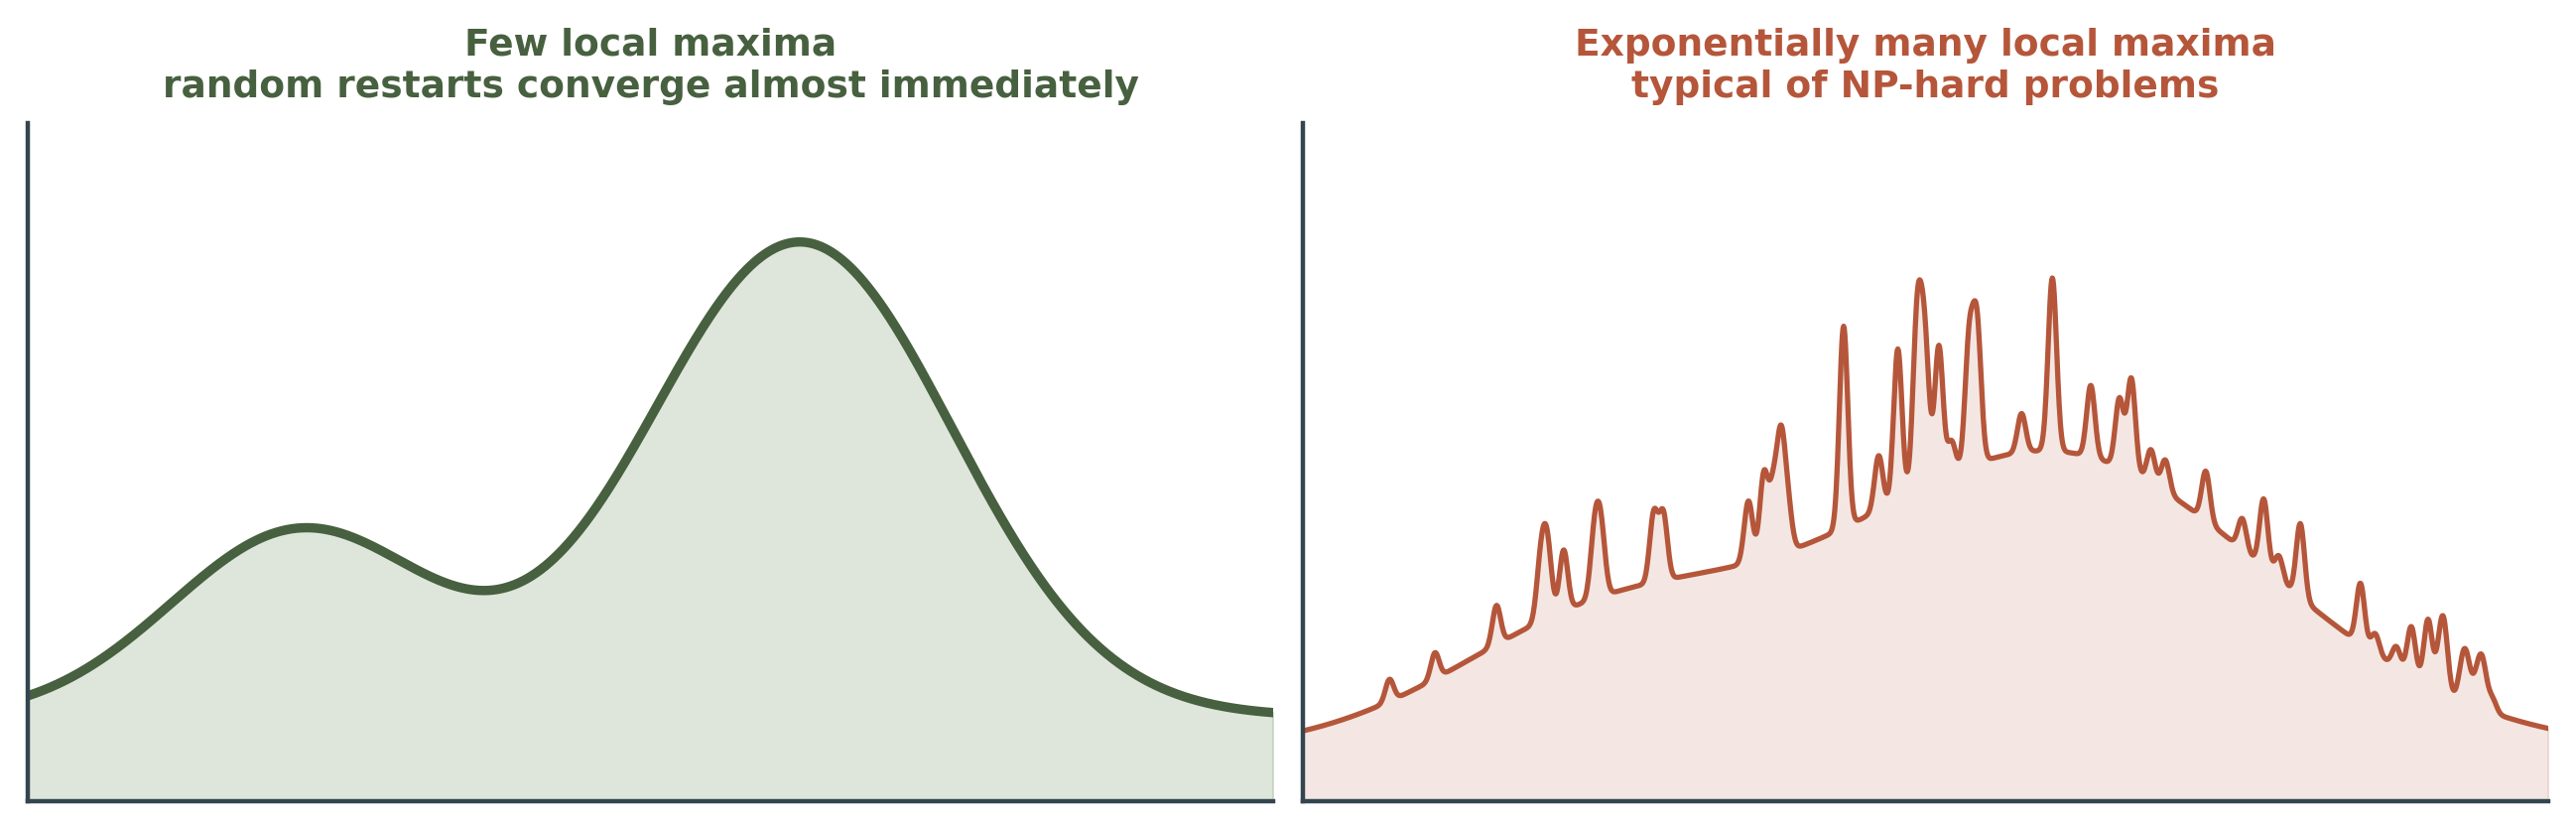 Few local maxima
random restarts converge almost immediately
Exponentially many local maxima
typical of NP-hard problems